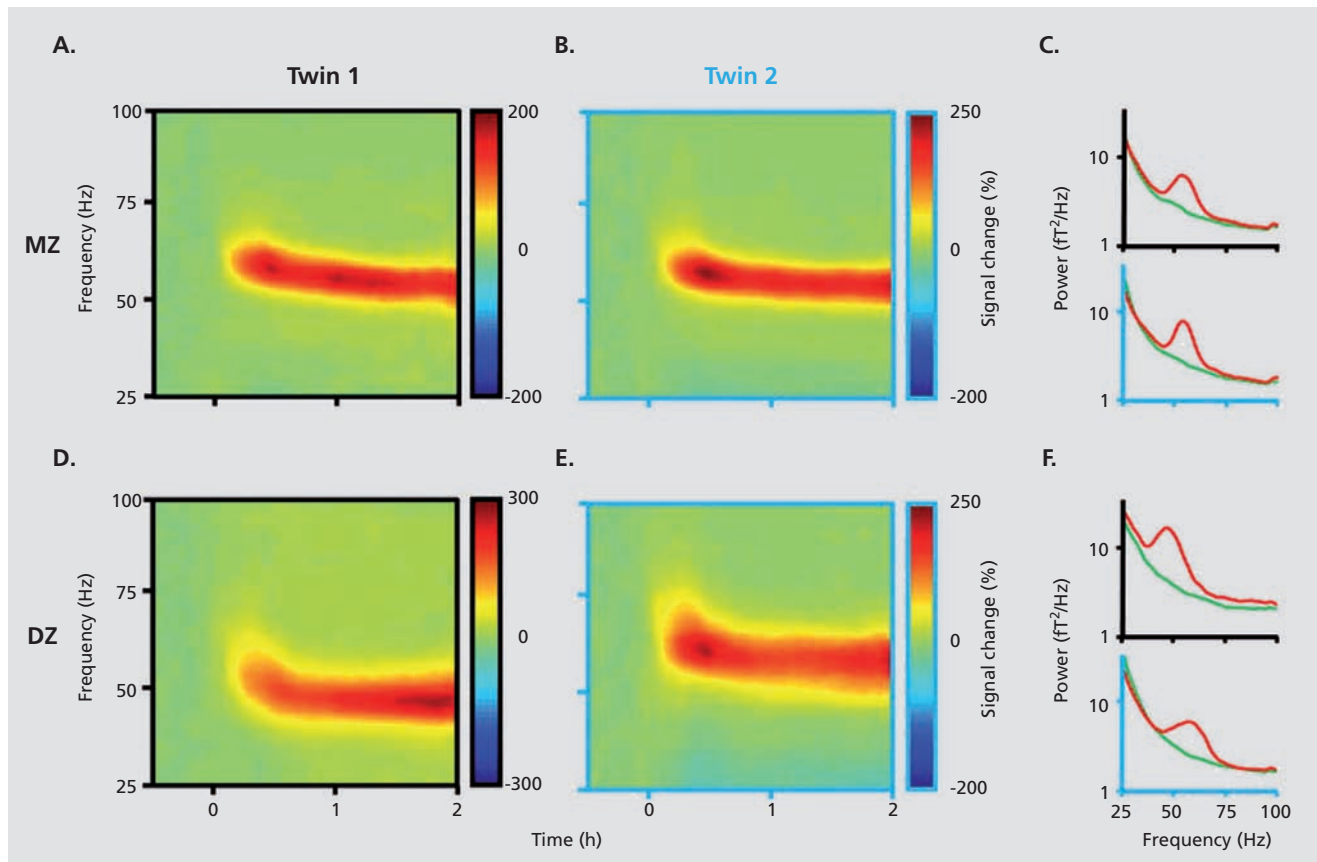 A.
B.
C.
Twin 1
Twin 2
MZ
Frequency (Hz)
100
75
50
25
200
0
-200
250
0
-200
Signal change (%)
Power (fT²/Hz)
10
1
10
1
D.
E.
F.
DZ
Frequency (Hz)
100
75
50
25
0
1
2
300
0
-300
0
1
2
250
0
-200
Signal change (%)
Power (fT²/Hz)
10
1
10
1
25
50
75
100
Time (h)
Frequency (Hz)